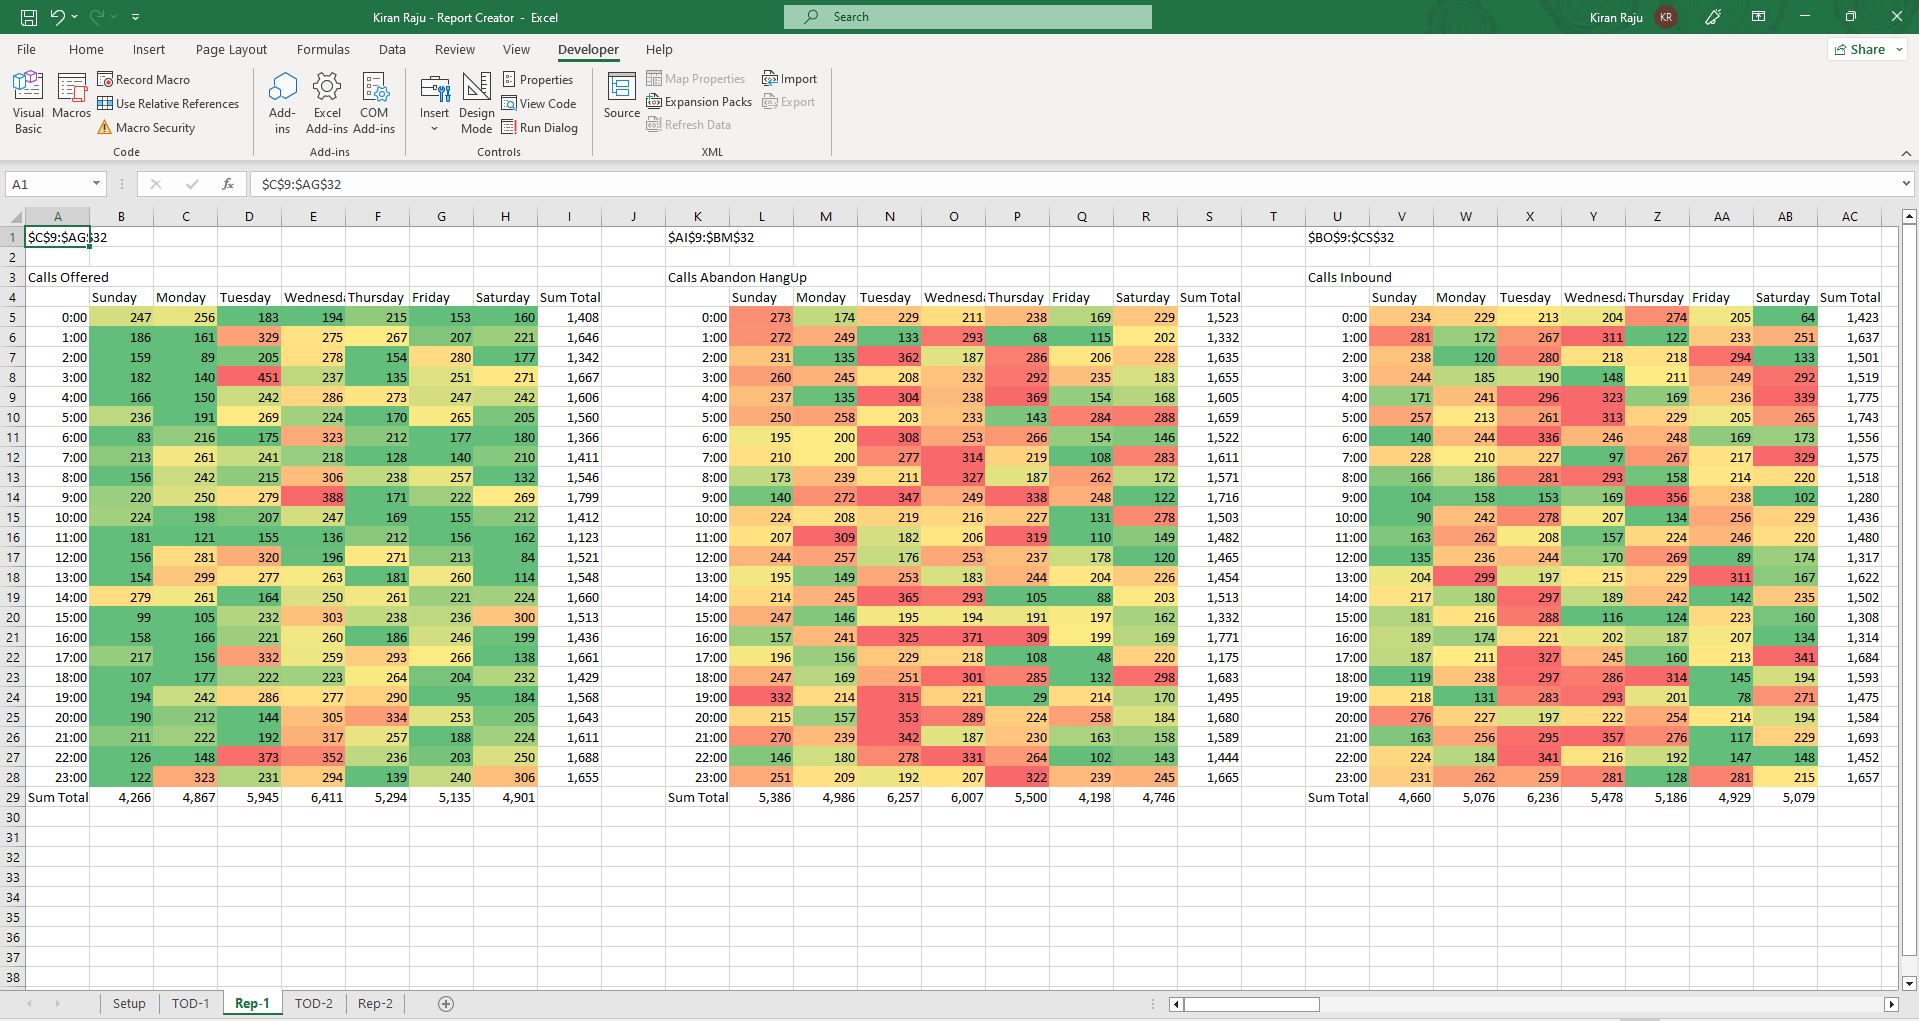 Kiran Raju - Report Creator - Excel
Search
Kiran Raju KR
File Home Insert Page Layout Formulas Data Review View Developer Help Share
Visual Basic
Macros
Record Macro
Use Relative References
Macro Security
Code
Add-ins
Excel Add-ins
COM Add-ins
Add-ins
Insert
Design Mode
Properties
View Code
Run Dialog
Controls
Source
Map Properties
Expansion Packs
Refresh Data
Import
Export
XML
A1 fx $C$9:$AG$32
A B C D E F G H I J K L M N O P Q R S T U V W X Y Z AA AB AC
1 $C$9:$AG$32 $AI$9:$BM$32 $BO$9:$CS$32
2
3 Calls Offered Calls Abandon HangUp Calls Inbound
4 Sunday Monday Tuesday Wednesd Thursday Friday Saturday Sum Total Sunday Monday Tuesday Wednesd Thursday Friday Saturday Sum Total Sunday Monday Tuesday Wednesd Thursday Friday Saturday Sum Total
5 0:00 247 256 183 194 215 153 160 1,408 0:00 273 174 229 211 238 169 229 1,523 0:00 234 229 213 204 274 205 64 1,423
6 1:00 186 161 329 275 267 207 221 1,646 1:00 272 249 133 293 68 115 202 1,332 1:00 281 172 267 311 122 233 251 1,637
7 2:00 159 89 205 278 154 280 177 1,342 2:00 231 135 362 187 286 206 228 1,635 2:00 238 120 280 218 218 294 133 1,501
8 3:00 182 140 451 237 135 251 271 1,667 3:00 260 245 208 232 292 235 183 1,655 3:00 244 185 190 148 211 249 292 1,519
9 4:00 166 150 242 286 273 247 242 1,606 4:00 237 135 304 238 369 154 168 1,605 4:00 171 241 296 323 169 236 339 1,775
10 5:00 236 191 269 224 170 265 205 1,560 5:00 250 258 203 233 143 284 288 1,659 5:00 257 213 261 313 229 205 265 1,743
11 6:00 83 216 175 323 212 177 180 1,366 6:00 195 200 308 253 266 154 146 1,522 6:00 140 244 336 246 248 169 173 1,556
12 7:00 213 261 241 218 128 140 210 1,411 7:00 210 200 277 314 219 108 283 1,611 7:00 228 210 227 97 267 217 329 1,575
13 8:00 156 242 215 306 238 257 132 1,546 8:00 173 239 211 327 187 262 172 1,571 8:00 166 186 281 293 158 214 220 1,518
14 9:00 220 250 279 388 171 222 269 1,799 9:00 140 272 347 249 338 248 122 1,716 9:00 104 158 153 169 356 238 102 1,280
15 10:00 224 198 207 247 169 155 212 1,412 10:00 224 208 219 216 227 131 278 1,503 10:00 90 242 278 207 134 256 229 1,436
16 11:00 181 121 155 136 212 156 162 1,123 11:00 207 309 182 206 319 110 149 1,482 11:00 163 262 208 157 224 246 220 1,480
17 12:00 156 281 320 196 271 213 84 1,521 12:00 244 257 176 253 237 178 120 1,465 12:00 135 236 244 170 269 89 174 1,317
18 13:00 154 299 277 263 181 260 114 1,548 13:00 195 149 253 183 244 204 226 1,454 13:00 204 299 197 215 229 311 167 1,622
19 14:00 279 261 164 250 261 221 224 1,660 14:00 214 245 365 293 105 88 203 1,513 14:00 217 180 297 189 242 142 235 1,502
20 15:00 99 105 232 303 238 236 300 1,513 15:00 247 146 195 194 191 197 162 1,332 15:00 181 216 288 116 124 223 160 1,308
21 16:00 158 166 221 260 186 246 199 1,436 16:00 157 241 325 371 309 199 169 1,771 16:00 189 174 221 202 187 207 134 1,314
22 17:00 217 156 332 259 293 266 138 1,661 17:00 196 156 229 218 108 48 220 1,175 17:00 187 211 327 245 160 213 341 1,684
23 18:00 107 177 222 223 264 204 232 1,429 18:00 247 169 251 301 285 132 298 1,683 18:00 119 238 297 286 314 145 194 1,593
24 19:00 194 242 286 277 290 95 184 1,568 19:00 332 214 315 221 29 214 170 1,495 19:00 218 131 283 293 201 78 271 1,475
25 20:00 190 212 144 305 334 253 205 1,643 20:00 215 157 353 289 224 258 184 1,680 20:00 276 227 197 222 254 214 194 1,584
26 21:00 211 222 192 317 257 188 224 1,611 21:00 270 239 342 187 230 163 158 1,589 21:00 163 256 295 357 276 117 229 1,693
27 22:00 126 148 373 352 236 203 250 1,688 22:00 146 180 278 331 264 102 143 1,444 22:00 224 184 341 216 192 147 148 1,452
28 23:00 122 323 231 294 139 240 306 1,655 23:00 251 209 192 207 322 239 245 1,665 23:00 231 262 259 281 128 281 215 1,657
29 Sum Total 4,266 4,867 5,945 6,411 5,294 5,135 4,901 Sum Total 5,386 4,986 6,257 6,007 5,500 4,198 4,746 Sum Total 4,660 5,076 6,236 5,478 5,186 4,929 5,079
30
31
32
33
34
35
36
37
38
Setup TOD-1 Rep-1 TOD-2 Rep-2